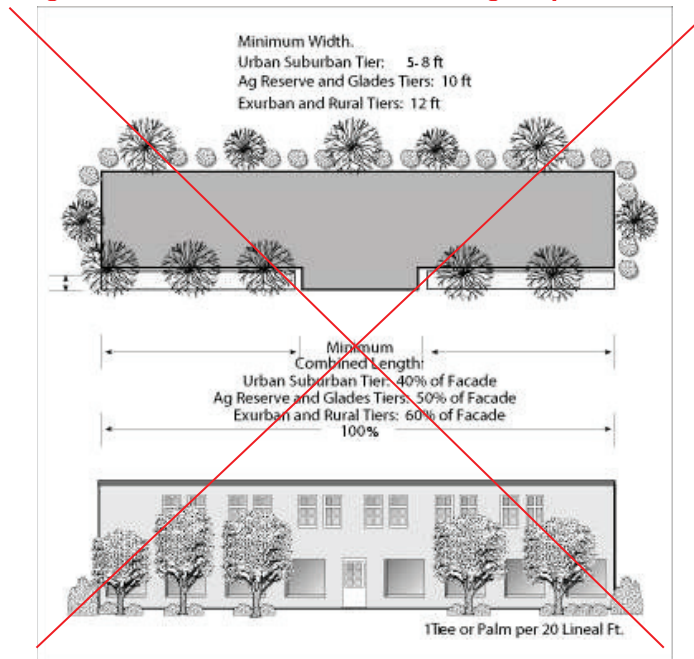 Minimum Width.
Urban Suburban Tier: 5-8 ft
Ag Reserve and Glades Tiers: 10 ft
Exurban and Rural Tiers: 12 ft
Minimum
Combined Length:
Urban Suburban Tier: 40% of Facade
Ag Reserve and Glades Tiers: 50% of Facade
Exurban and Rural Tiers: 60% of Facade
100%
1Tiee or Palm per 20 Lineal Ft.